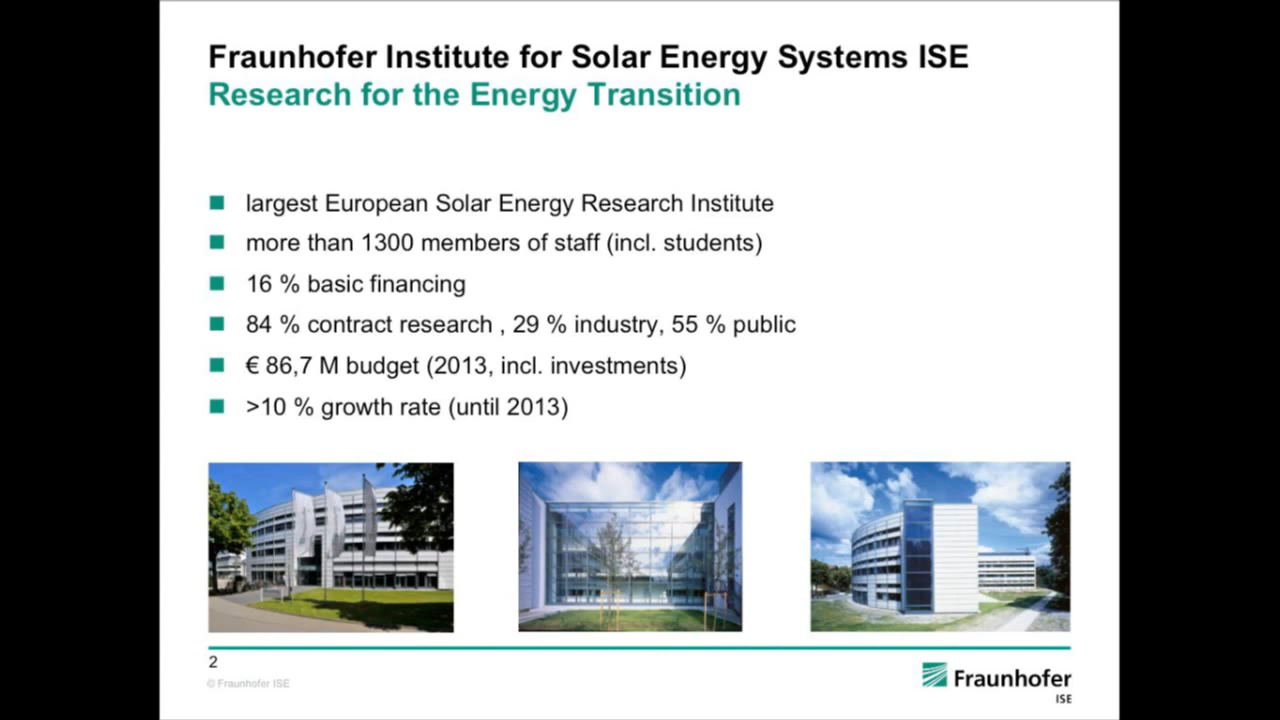 Fraunhofer Institute for Solar Energy Systems ISE
Research for the Energy Transition
largest European Solar Energy Research Institute
more than 1300 members of staff (incl. students)
16 % basic financing
84 % contract research , 29 % industry, 55 % public
€ 86,7 M budget (2013, incl. investments)
>10 % growth rate (until 2013)
2
© Fraunhofer ISE
Fraunhofer
ISE